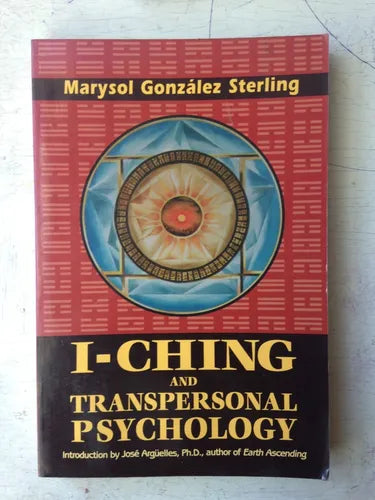 Marysol González Sterling
I-CHING
AND
TRANSPERSONAL
PSYCHOLOGY
Introduction by José Argüelles, Ph.D., author of Earth Ascending